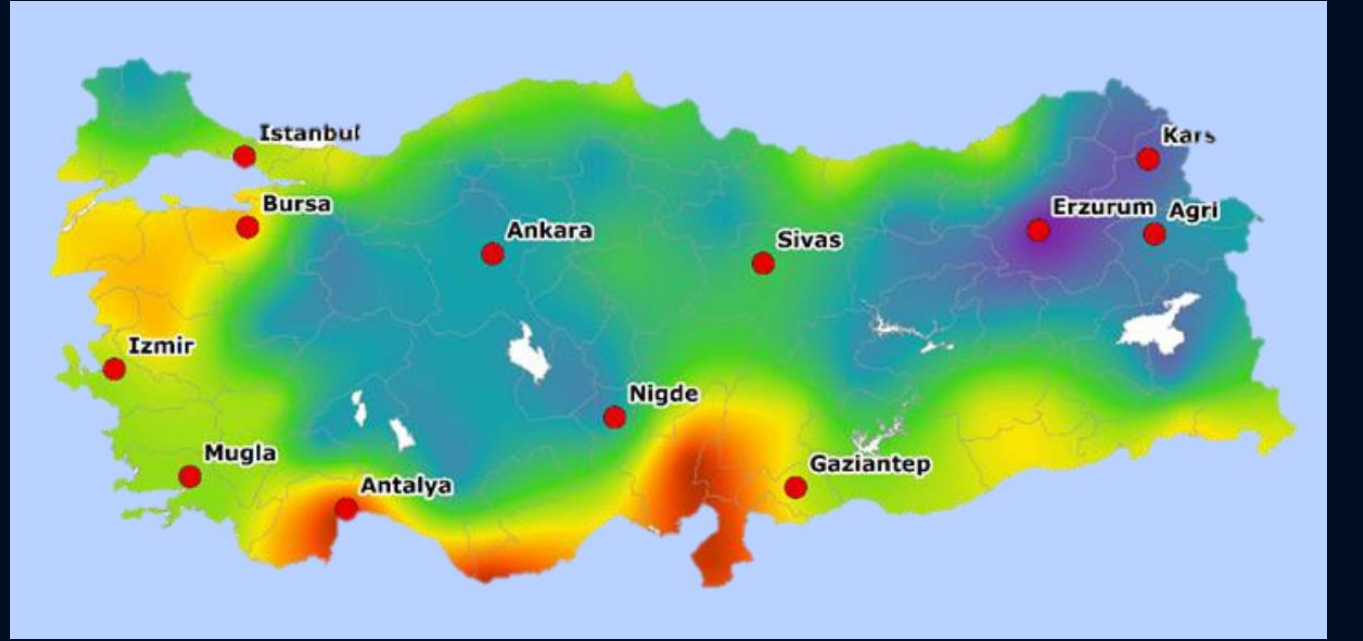 Istanbul
Kars
Bursa
Erzurum
Agri
Ankara
Sivas
Izmir
Nigde
Mugla
Gaziantep
Antalya